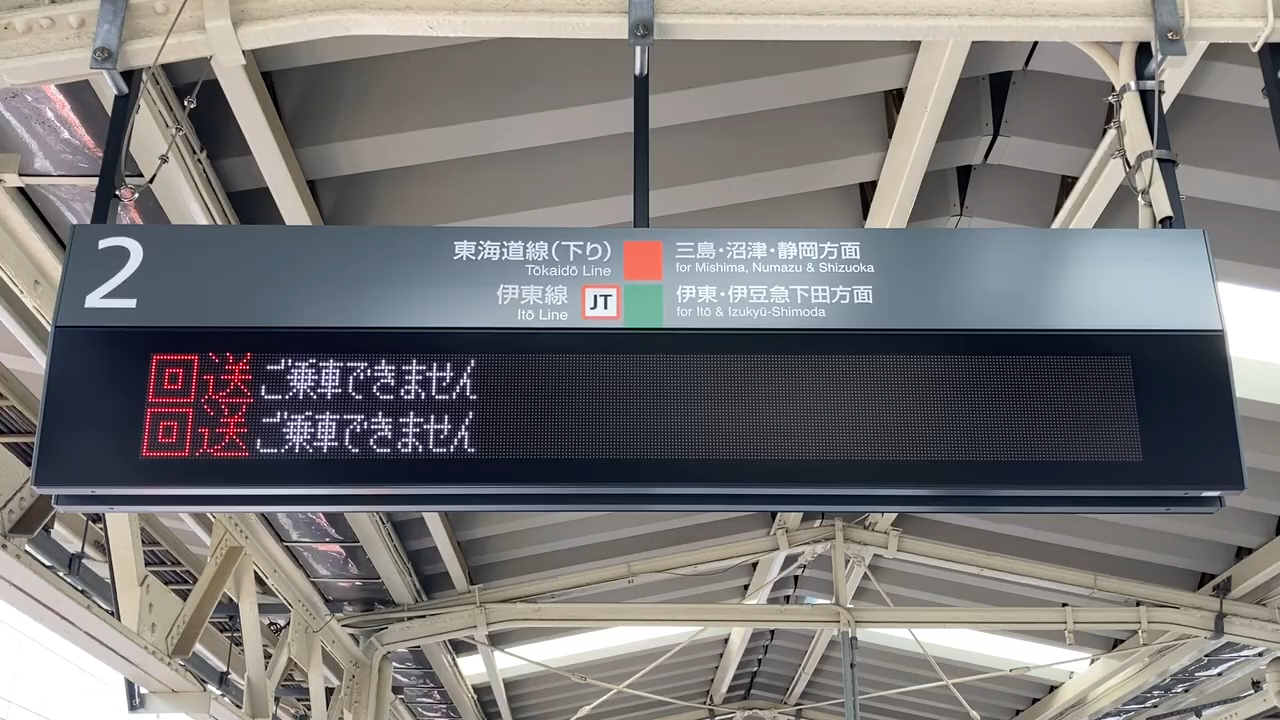 2
東海道線(下り) 三島・沼津・静岡方面
Tōkaidō Line for Mishima, Numazu & Shizuoka
伊東線 JT 伊東・伊豆急下田方面
Itō Line for Itō & Izukyū-Shimoda
回送 ご乗車できません
回送 ご乗車できません